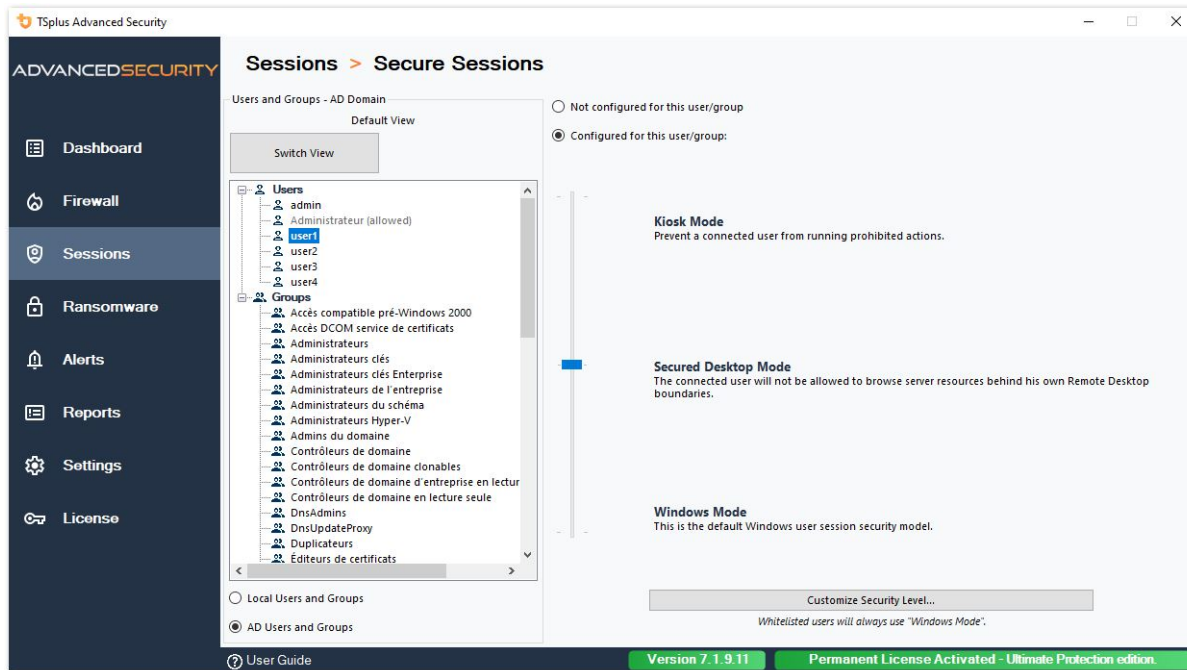 TSplus Advanced Security
ADVANCEDSECURITY
Dashboard
Firewall
Sessions
Ransomware
Alerts
Reports
Settings
License
Sessions > Secure Sessions
Users and Groups - AD Domain
Default View
Switch View
Users
admin
Administrateur (allowed)
user1
user2
user3
user4
Groups
Accès compatible pré-Windows 2000
Accès DCOM service de certificats
Administrateurs
Administrateurs clés
Administrateurs clés Enterprise
Administrateurs de l'entreprise
Administrateurs du schéma
Administrateurs Hyper-V
Admins du domaine
Contrôleurs de domaine
Contrôleurs de domaine clonables
Contrôleurs de domaine d'entreprise en lectur
Contrôleurs de domaine en lecture seule
DnsAdmins
DnsUpdateProxy
Duplicateurs
Éditeurs de certificats
Local Users and Groups
AD Users and Groups
Not configured for this user/group
Configured for this user/group:
Kiosk Mode
Prevent a connected user from running prohibited actions.
Secured Desktop Mode
The connected user will not be allowed to browse server resources behind his own Remote Desktop
boundaries.
Windows Mode
This is the default Windows user session security model.
Customize Security Level...
Whitelisted users will always use "Windows Mode".
User Guide
Version 7.1.9.11
Permanent License Activated - Ultimate Protection edition.